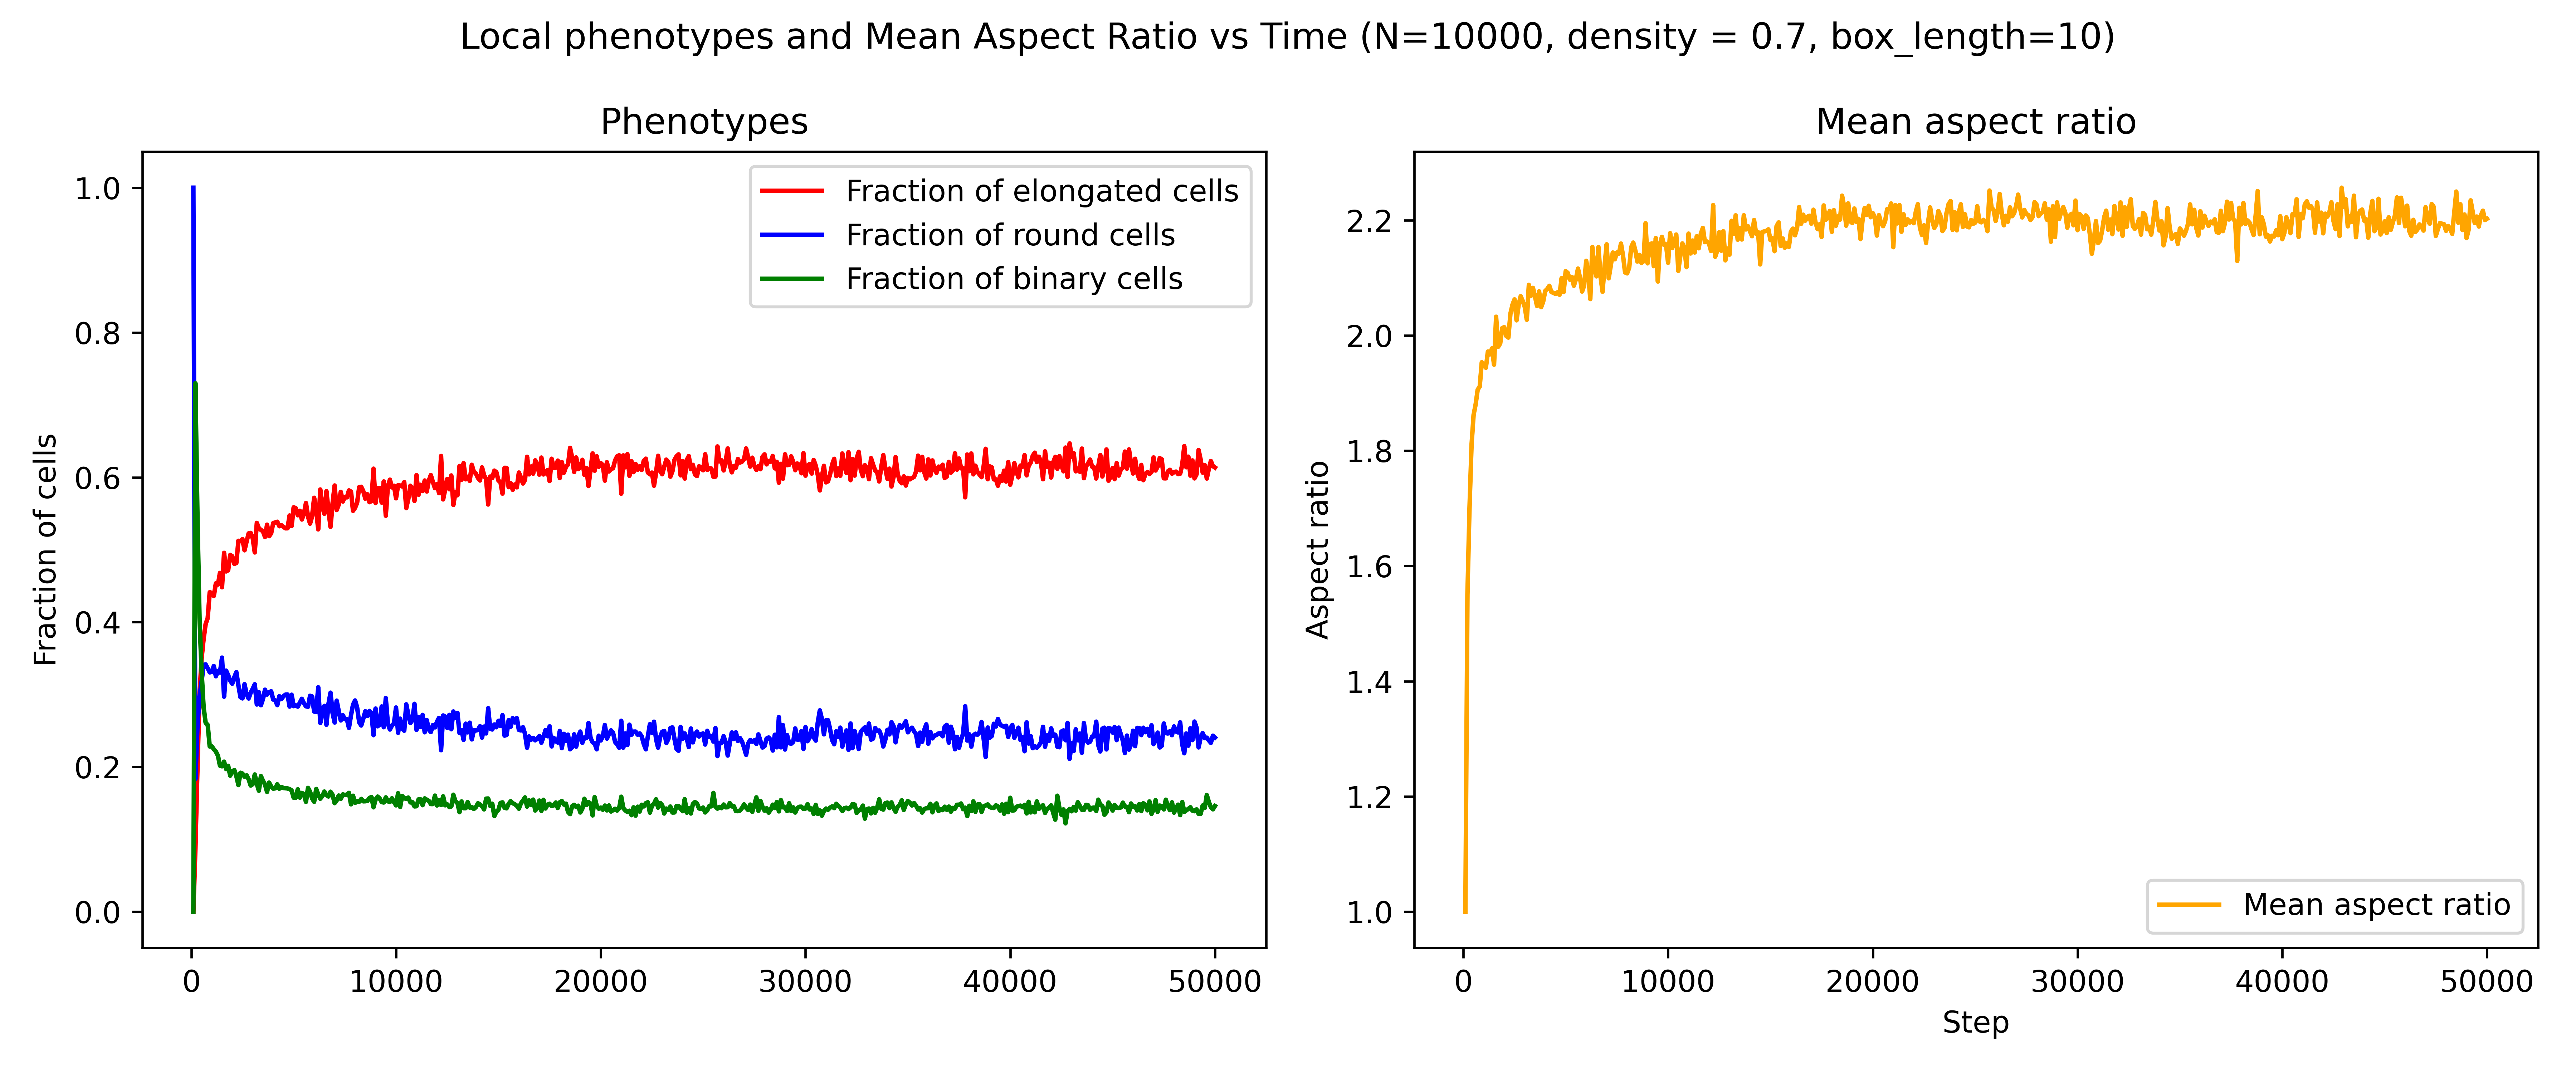 Local phenotypes and Mean Aspect Ratio vs Time (N=10000, density = 0.7, box_length=10)
Phenotypes
Fraction of cells
1.0
0.8
0.6
0.4
0.2
0.0
Fraction of elongated cells
Fraction of round cells
Fraction of binary cells
0 10000 20000 30000 40000 50000
Mean aspect ratio
Aspect ratio
2.2
2.0
1.8
1.6
1.4
1.2
1.0
Mean aspect ratio
0 10000 20000 30000 40000 50000
Step